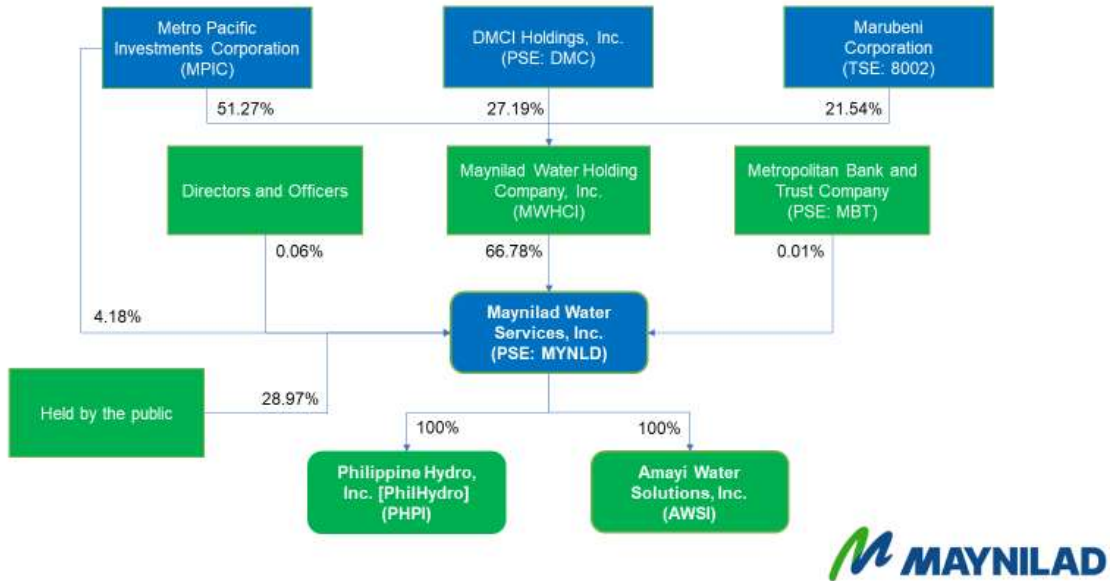 Metro Pacific
Investments Corporation
(MPIC)
DMCI Holdings, Inc.
(PSE: DMC)
Marubeni
Corporation
(TSE: 8002)
51.27%
27.19%
21.54%
Directors and Officers
Maynilad Water Holding
Company, Inc.
(MWHCI)
Metropolitan Bank and
Trust Company
(PSE: MBT)
0.06%
66.78%
0.01%
4.18%
Maynilad Water
Services, Inc.
(PSE: MYNLD)
Held by the public
28.97%
100%
100%
Philippine Hydro,
Inc. [PhilHydro]
(PHPI)
Amayi Water
Solutions, Inc.
(AWSI)
MAYNILAD